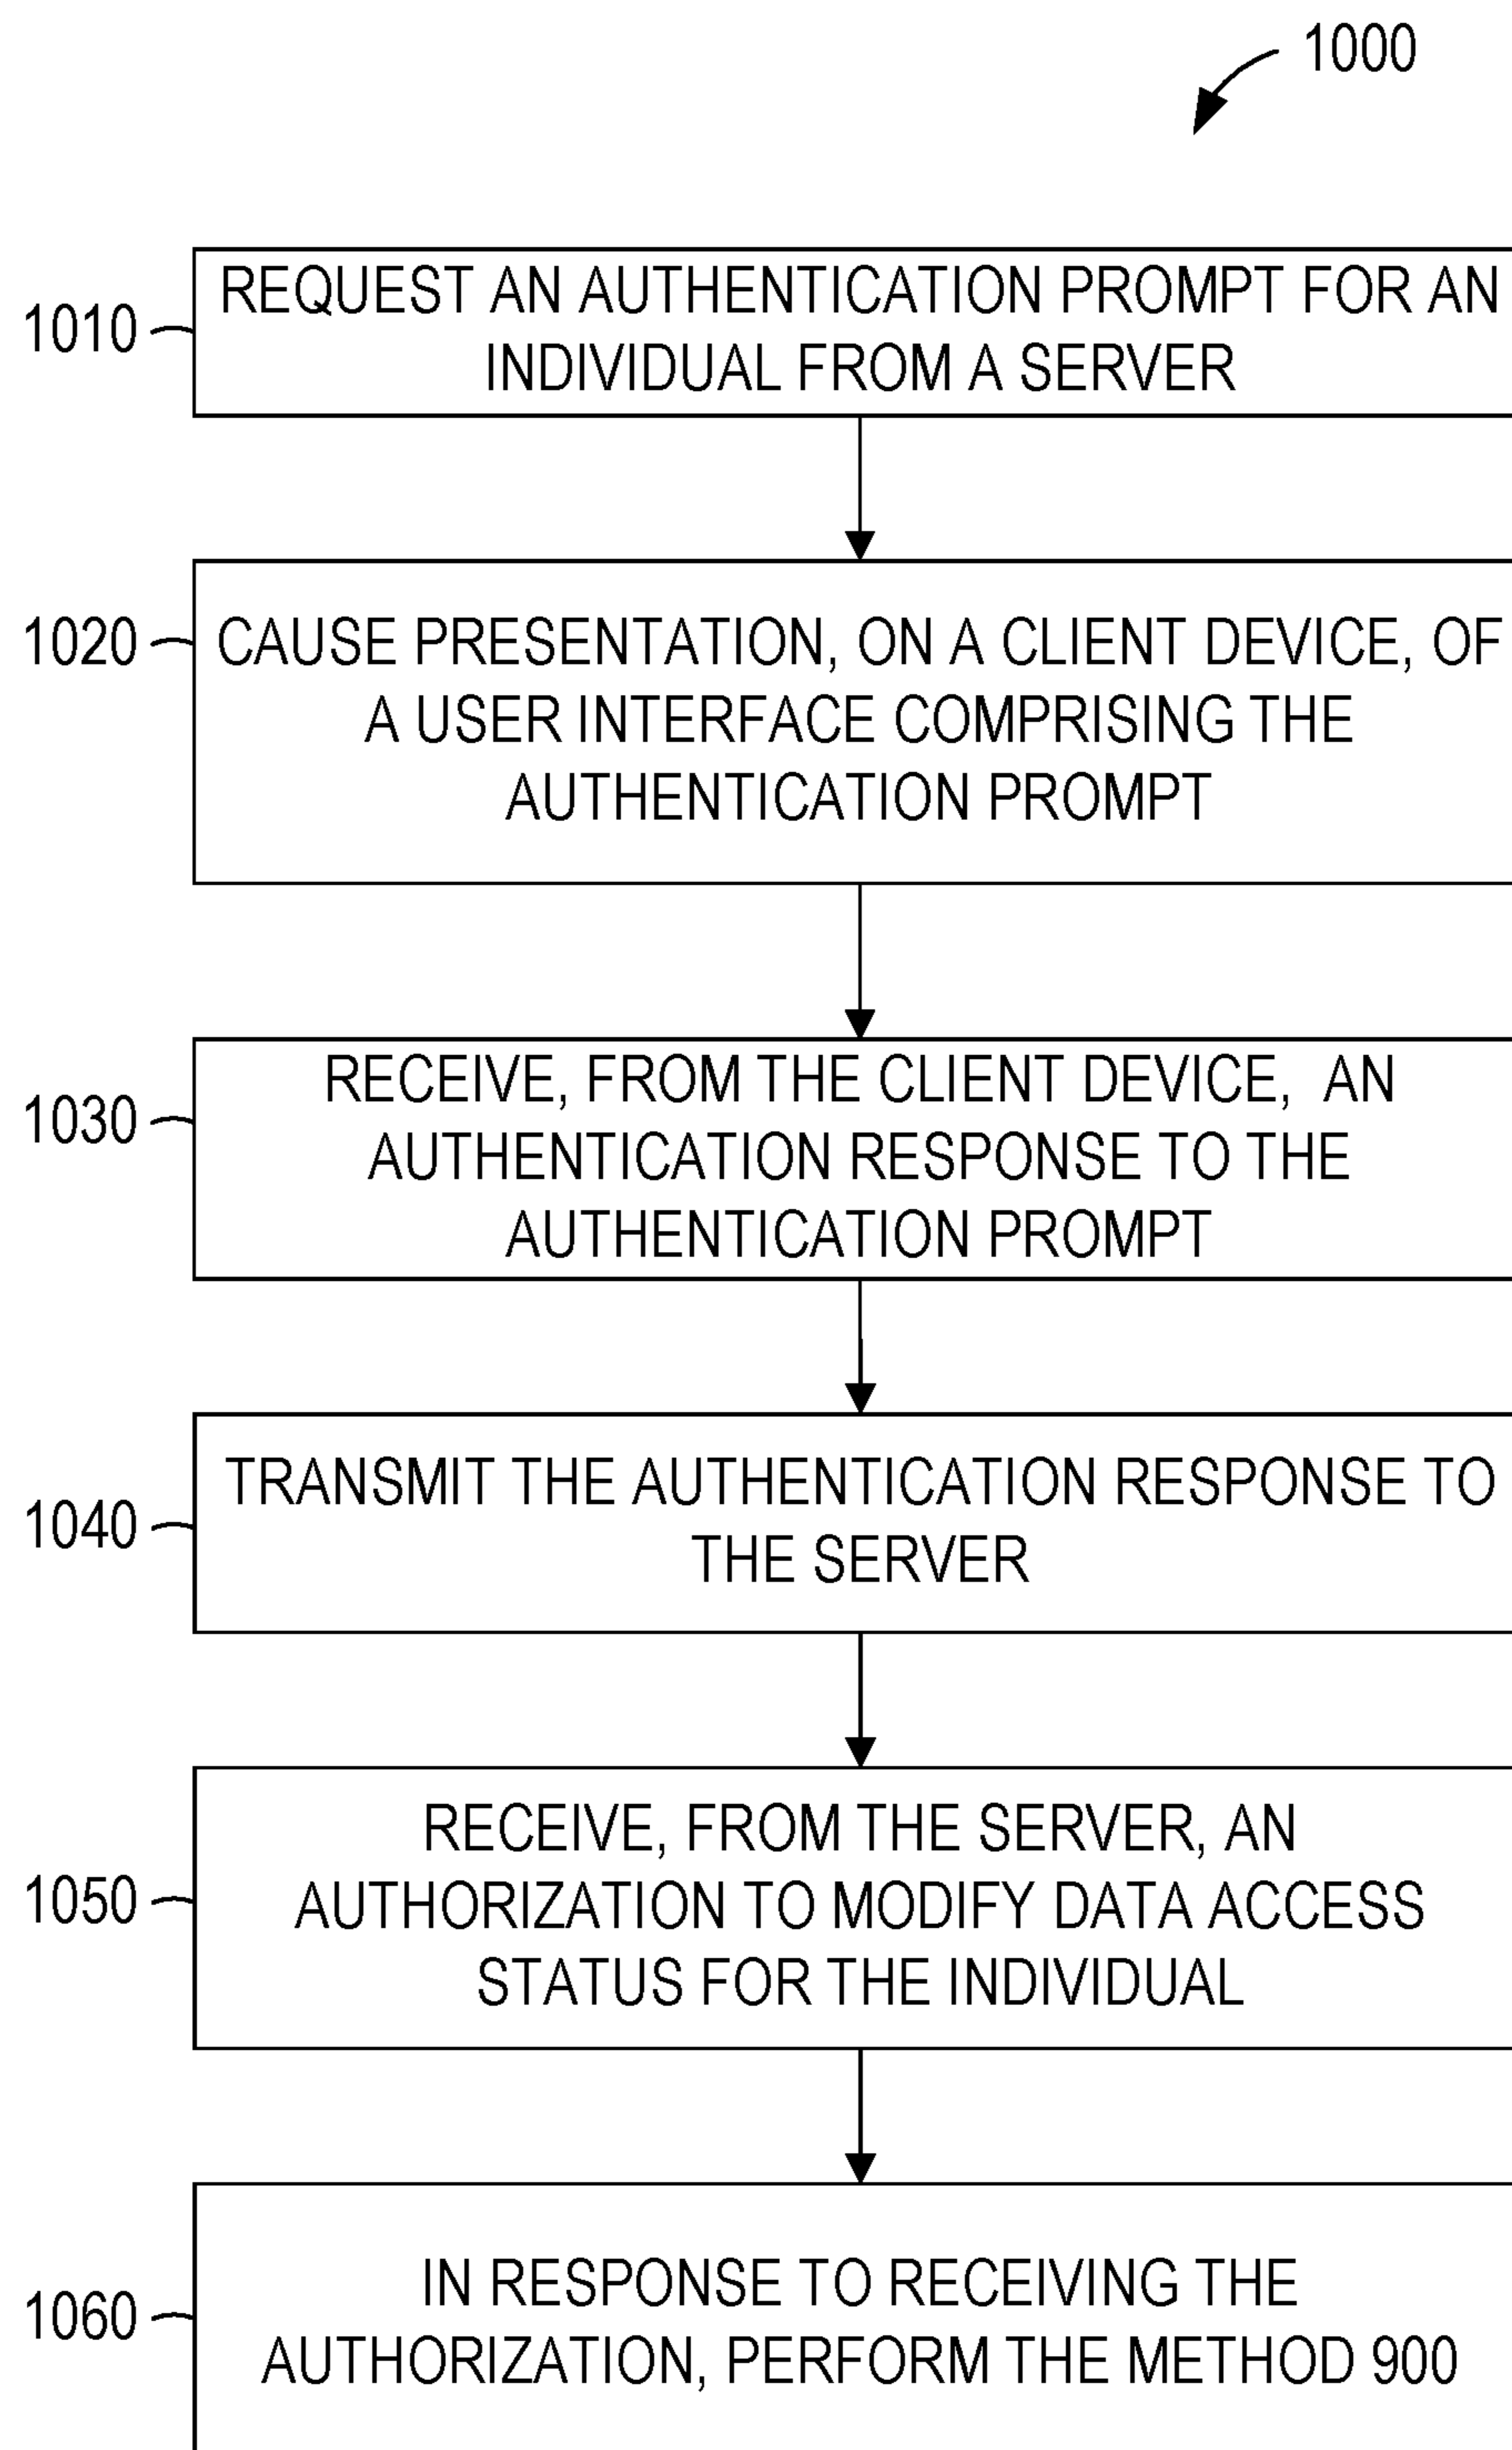 1000
1010
REQUEST AN AUTHENTICATION PROMPT FOR AN
INDIVIDUAL FROM A SERVER
1020
CAUSE PRESENTATION, ON A CLIENT DEVICE, OF
A USER INTERFACE COMPRISING THE
AUTHENTICATION PROMPT
1030
RECEIVE, FROM THE CLIENT DEVICE, AN
AUTHENTICATION RESPONSE TO THE
AUTHENTICATION PROMPT
1040
TRANSMIT THE AUTHENTICATION RESPONSE TO
THE SERVER
1050
RECEIVE, FROM THE SERVER, AN
AUTHORIZATION TO MODIFY DATA ACCESS
STATUS FOR THE INDIVIDUAL
1060
IN RESPONSE TO RECEIVING THE
AUTHORIZATION, PERFORM THE METHOD 900